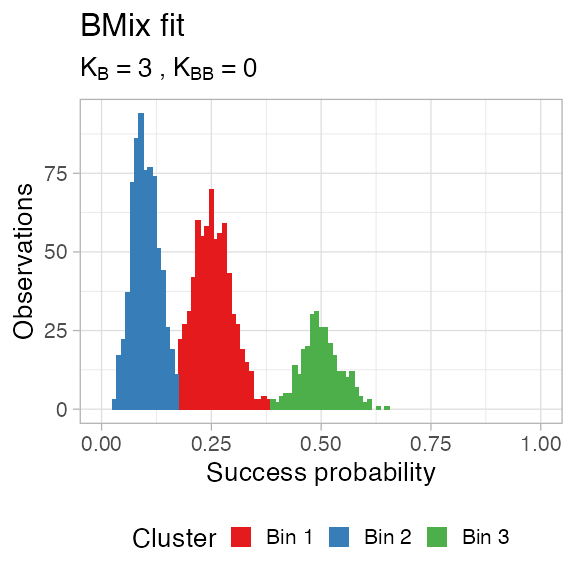 BMix fit
K_B = 3 , K_BB = 0
Observations
75
50
25
0
0.00 0.25 0.50 0.75 1.00
Success probability
Cluster Bin 1 Bin 2 Bin 3